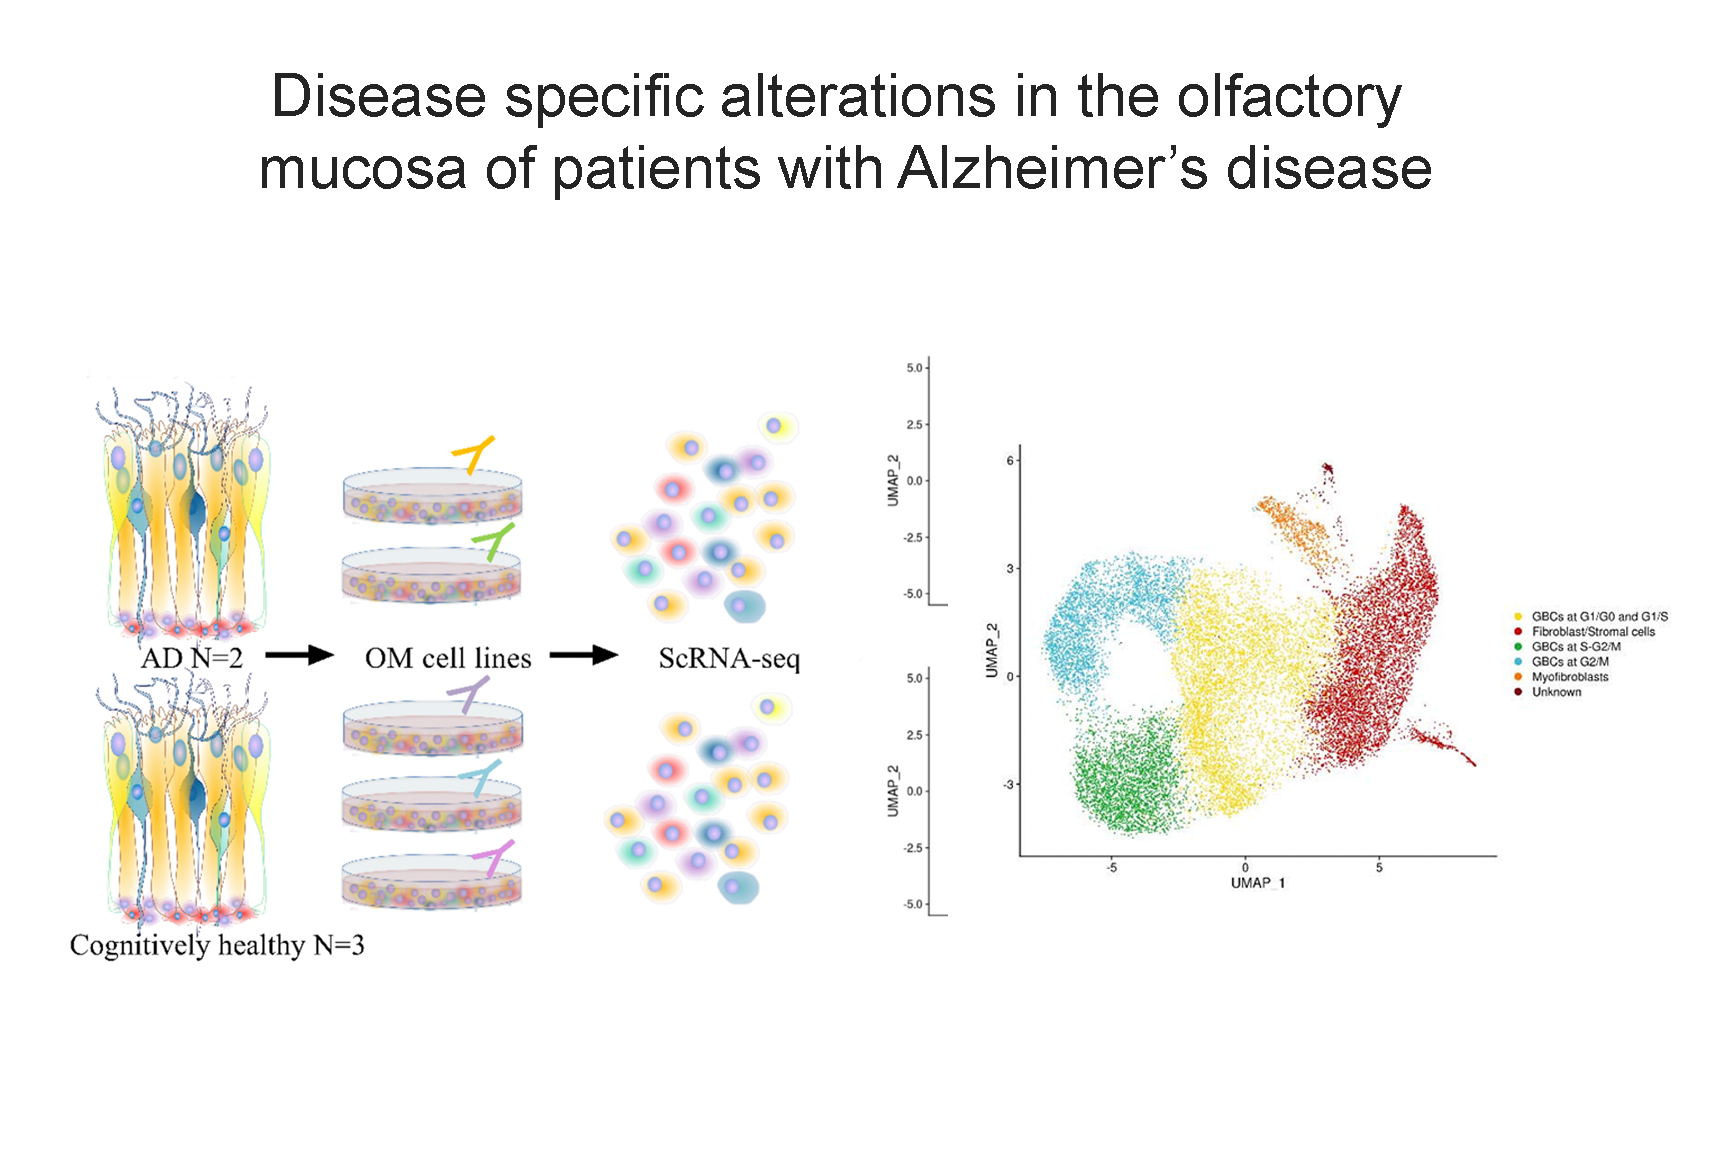 Disease specific alterations in the olfactory
mucosa of patients with Alzheimer’s disease
AD N=2
OM cell lines
ScRNA-seq
Cognitively healthy N=3
5.0
2.5
0.0
-2.5
-5.0
UMAP_2
5.0
2.5
0.0
-2.5
-5.0
UMAP_2
6
3
0
-3
UMAP_2
-5
0
5
UMAP_1
GBCs at G1/G0 and G1/S
Fibroblast/Stromal cells
GBCs at S-G2/M
GBCs at G2/M
Myofibroblasts
Unknown